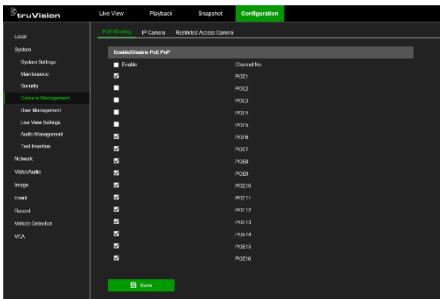 truVision
Live View Playback Snapshot Configuration
Local
System
System Settings
Maintenance
Security
Camera Management
User Management
Live View Settings
Audio Management
Text Insertion
Network
Video/Audio
Image
Event
Record
Vehicle Detection
VCA
PoE Binding IP Camera Restricted Access Camera
Enable/Disable PoE PnP
Enable Channel No.
POE1
POE2
POE3
POE4
POE5
POE6
POE7
POE8
POE9
POE10
POE11
POE12
POE13
POE14
POE15
POE16
Save